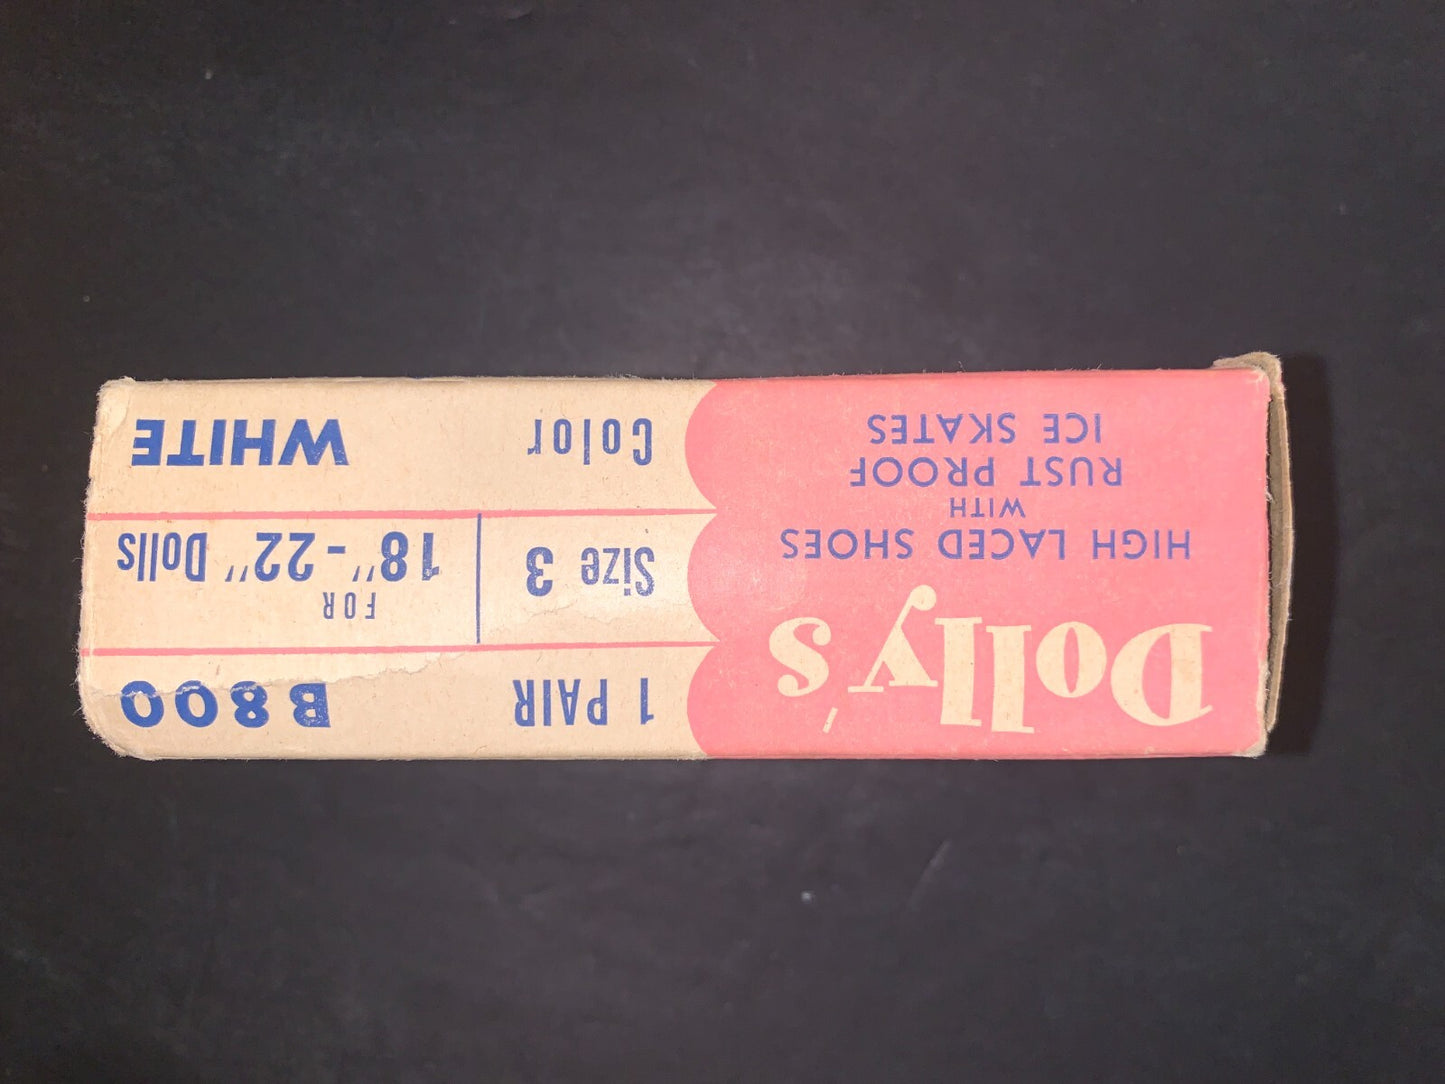 Dolly's
HIGH LACED SHOES
WITH
RUST PROOF
ICE SKATES
1 PAIR B800
Size 3
FOR
18" - 22" Dolls
Color WHITE